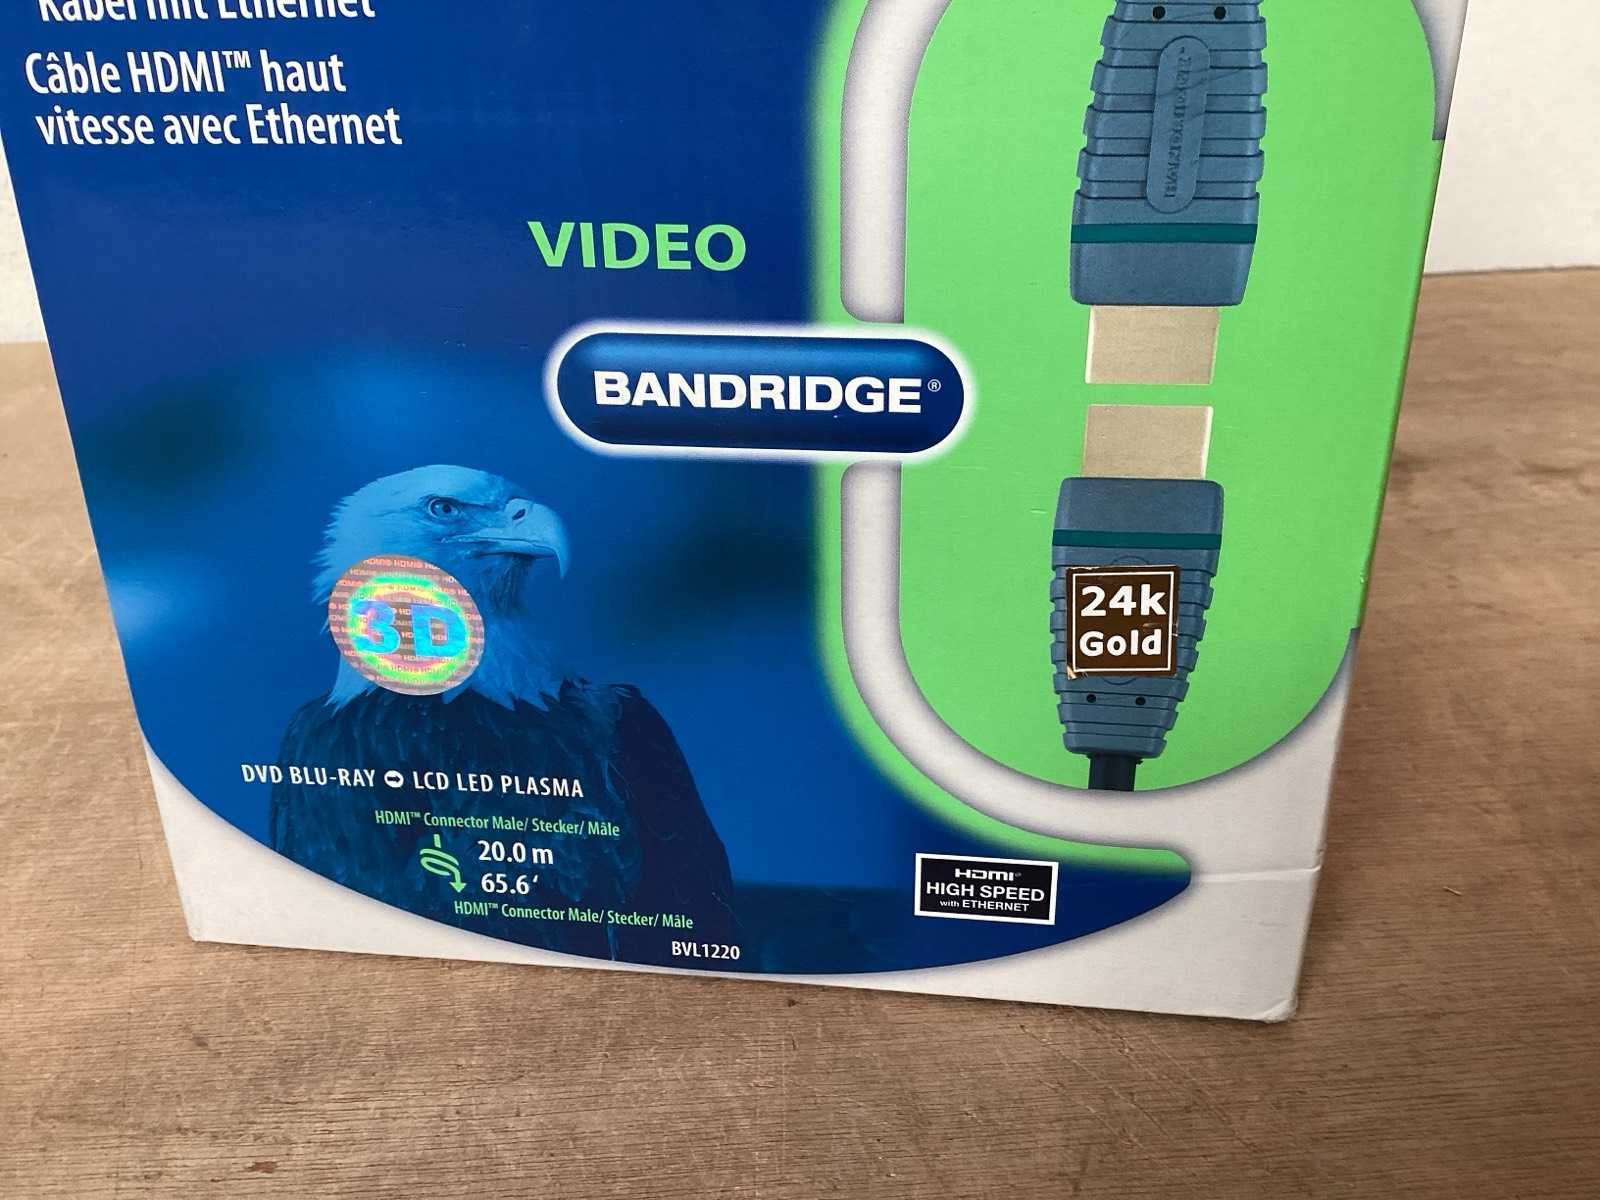 Kabel mit Ethernet
Câble HDMI™ haut
vitesse avec Ethernet
VIDEO
BANDRIDGE®
BANDRIDGE
3D
24k
Gold
DVD BLU-RAY ➲ LCD LED PLASMA
HDMI™ Connector Male/ Stecker/ Mâle
20.0 m
65.6‘
HDMI™ Connector Male/ Stecker/ Mâle
BVL1220
HDMI®
HIGH SPEED
with ETHERNET